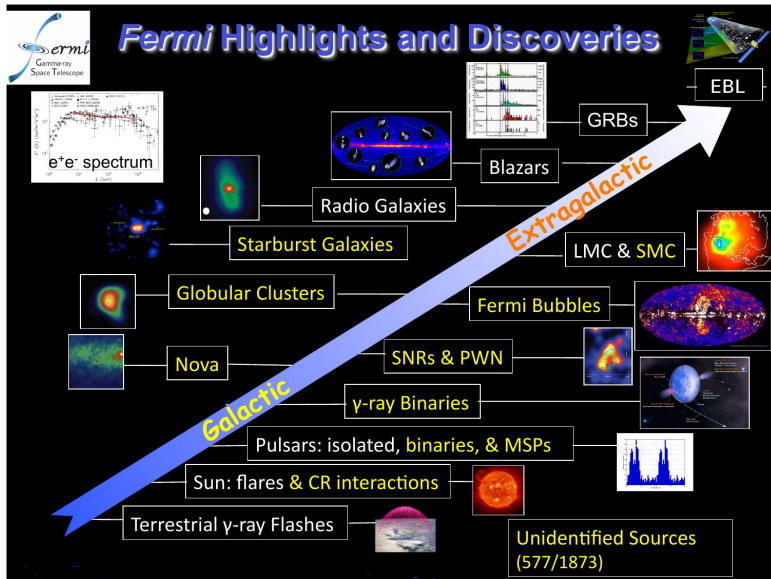 Fermi
Gamma-ray
Space Telescope
Fermi Highlights and Discoveries
EBL
GRBs
e⁺e⁻ spectrum
Blazars
Radio Galaxies
Extragalactic
Starburst Galaxies
LMC & SMC
Globular Clusters
Fermi Bubbles
Nova
SNRs & PWN
Galactic
γ-ray Binaries
Pulsars: isolated, binaries, & MSPs
Sun: flares & CR interactions
Terrestrial γ-ray Flashes
Unidentified Sources
(577/1873)